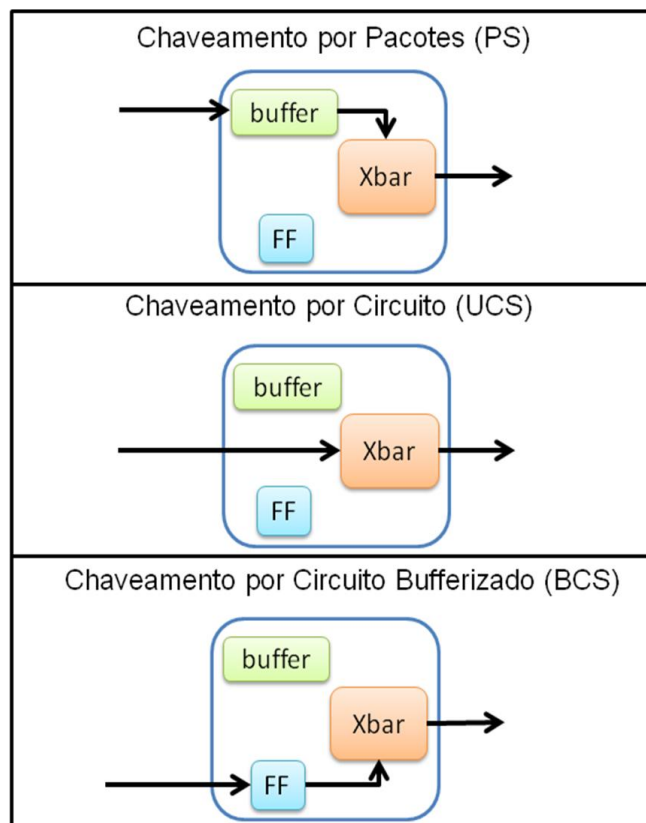 Chaveamento por Pacotes (PS)
buffer
Xbar
FF
Chaveamento por Circuito (UCS)
buffer
Xbar
FF
Chaveamento por Circuito Bufferizado (BCS)
buffer
Xbar
FF